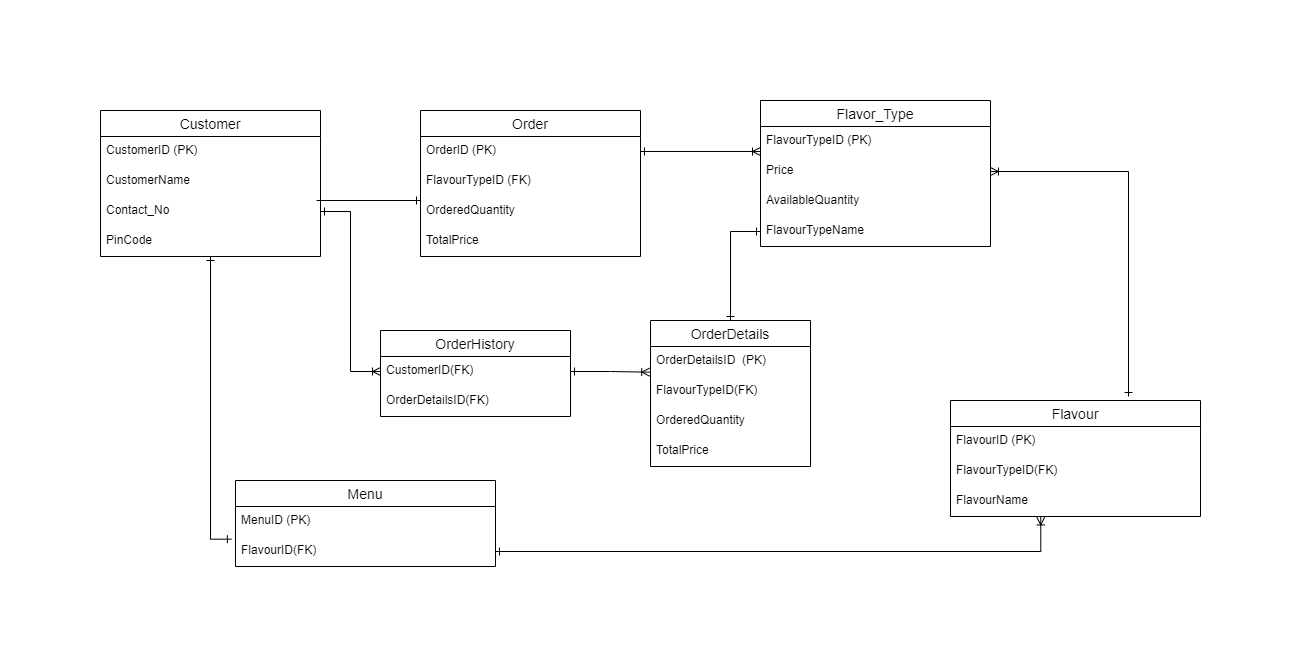 Customer
CustomerID (PK)
CustomerName
Contact_No
PinCode
Order
OrderID (PK)
FlavourTypeID (FK)
OrderedQuantity
TotalPrice
Flavor_Type
FlavourTypeID (PK)
Price
AvailableQuantity
FlavourTypeName
OrderHistory
CustomerID(FK)
OrderDetailsID(FK)
OrderDetails
OrderDetailsID (PK)
FlavourTypeID(FK)
OrderedQuantity
TotalPrice
Flavour
FlavourID (PK)
FlavourTypeID(FK)
FlavourName
Menu
MenuID (PK)
FlavourID(FK)